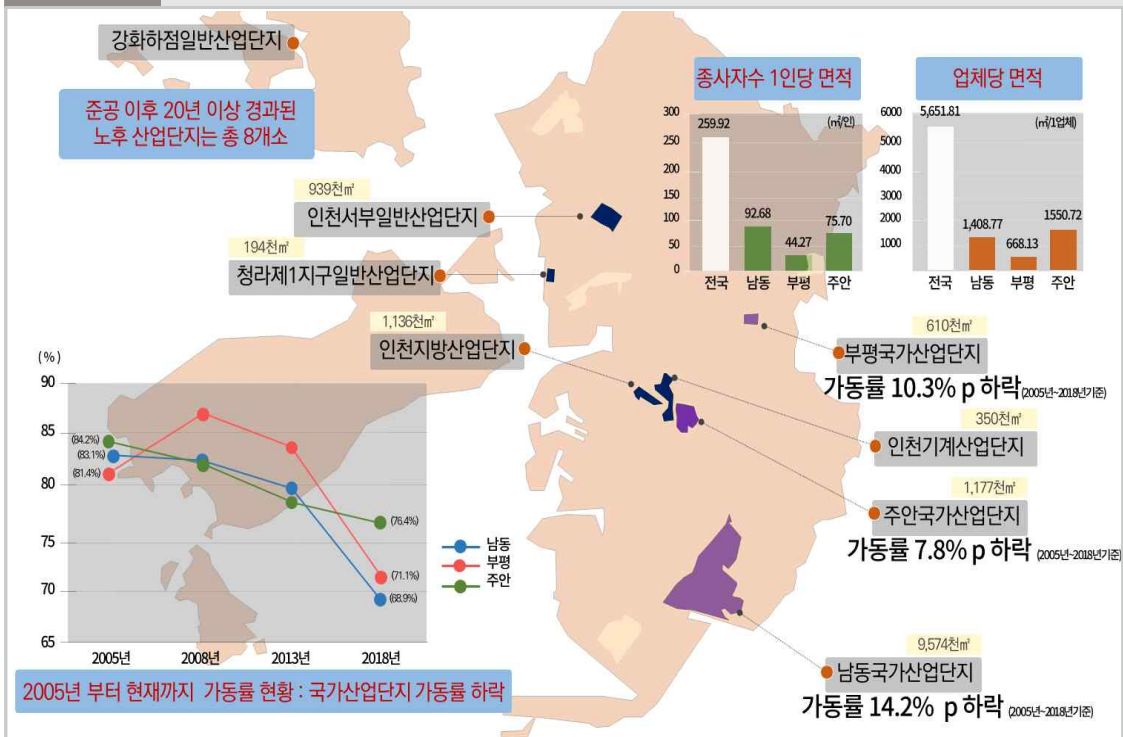 강화하점일반산업단지
준공 이후 20년 이상 경과된
노후 산업단지는 총 8개소
종사자수 1인당 면적
300
250
200
150
100
50
0
(㎡/인)
259.92
92.68
44.27
75.70
전국 남동 부평 주안
업체당 면적
6000
5000
4000
3000
2000
1000
(㎡/1업체)
5,651.81
1,408.77
668.13
1550.72
전국 남동 부평 주안
939천㎡
인천서부일반산업단지
194천㎡
청라제1지구일반산업단지
1,136천㎡
인천지방산업단지
610천㎡
부평국가산업단지
가동률 10.3% p 하락 (2005년~2018년기준)
350천㎡
인천기계산업단지
1,177천㎡
주안국가산업단지
가동률 7.8% p 하락 (2005년~2018년기준)
9,574천㎡
남동국가산업단지
가동률 14.2% p 하락 (2005년~2018년기준)
(%)
90
85
80
75
70
65
(84.2%)
(83.1%)
(81.4%)
(76.4%)
(71.1%)
(68.9%)
남동
부평
주안
2005년 2008년 2013년 2018년
2005년 부터 현재까지 가동률 현황 : 국가산업단지 가동률 하락